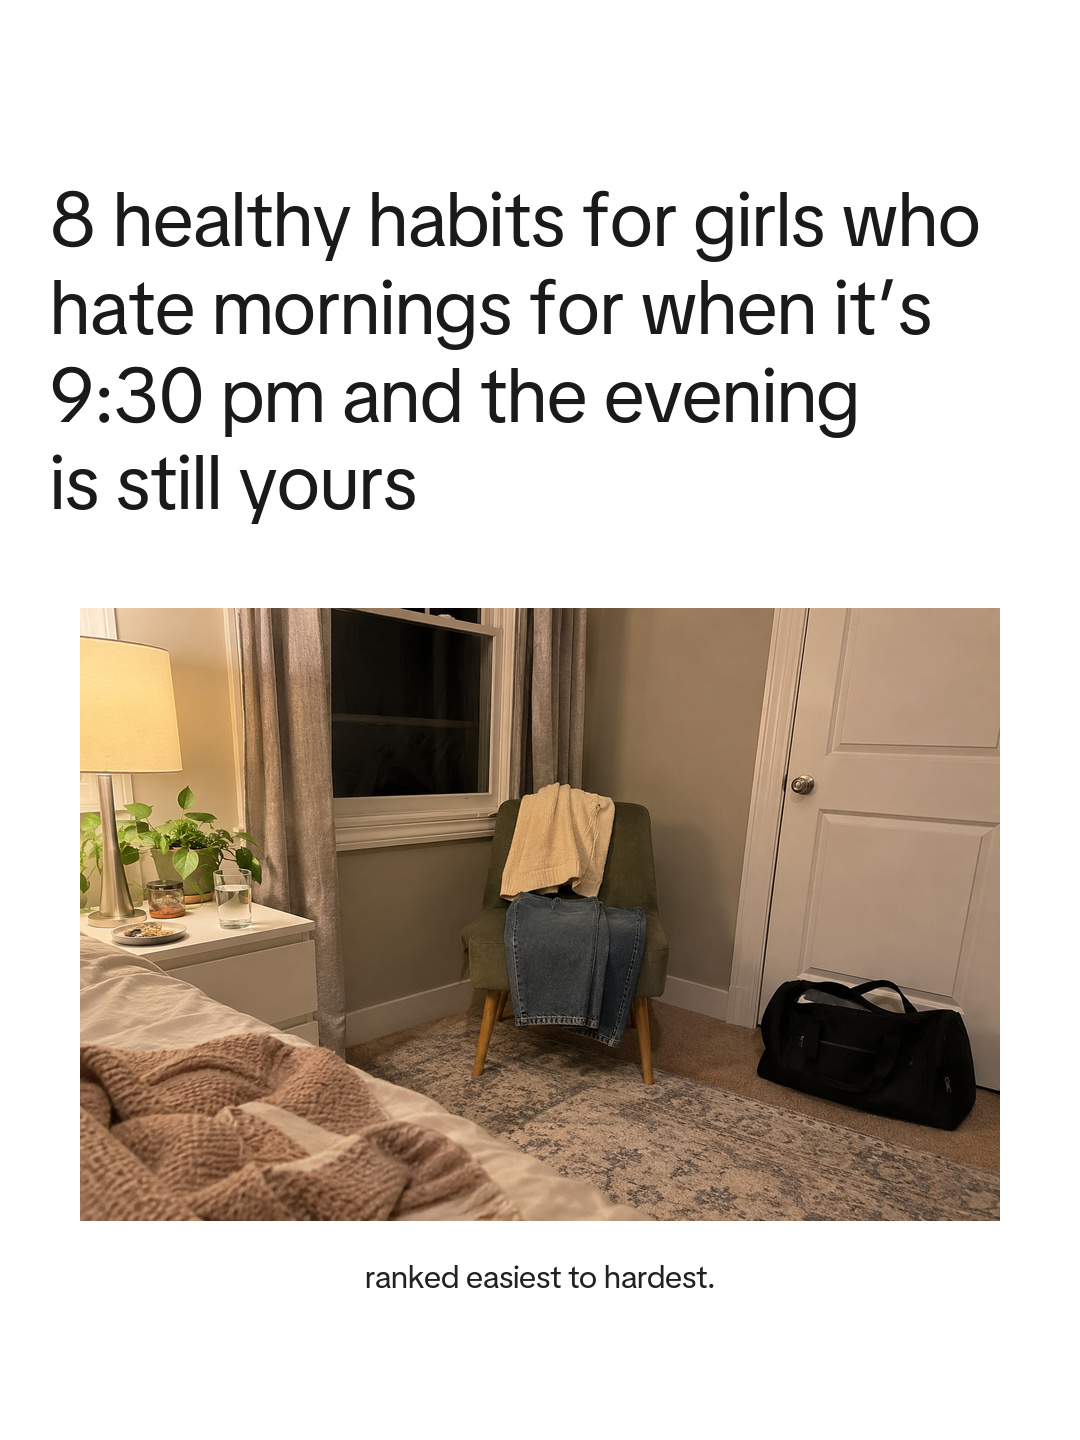 8 healthy habits for girls who
hate mornings for when it’s
9:30 pm and the evening
is still yours
ranked easiest to hardest.